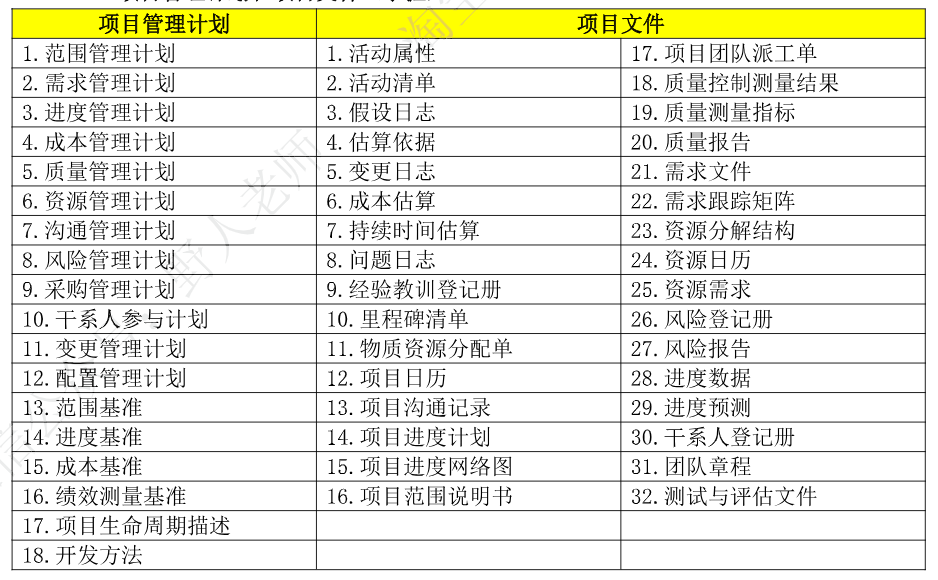 项目管理计划 项目文件
1.范围管理计划 1.活动属性 17.项目团队派工单
2.需求管理计划 2.活动清单 18.质量控制测量结果
3.进度管理计划 3.假设日志 19.质量测量指标
4.成本管理计划 4.估算依据 20.质量报告
5.质量管理计划 5.变更日志 21.需求文件
6.资源管理计划 6.成本估算 22.需求跟踪矩阵
7.沟通管理计划 7.持续时间估算 23.资源分解结构
8.风险管理计划 8.问题日志 24.资源日历
9.采购管理计划 9.经验教训登记册 25.资源需求
10.干系人参与计划 10.里程碑清单 26.风险登记册
11.变更管理计划 11.物质资源分配单 27.风险报告
12.配置管理计划 12.项目日历 28.进度数据
13.范围基准 13.项目沟通记录 29.进度预测
14.进度基准 14.项目进度计划 30.干系人登记册
15.成本基准 15.项目进度网络图 31.团队章程
16.绩效测量基准 16.项目范围说明书 32.测试与评估文件
17.项目生命周期描述
18.开发方法
野人老师